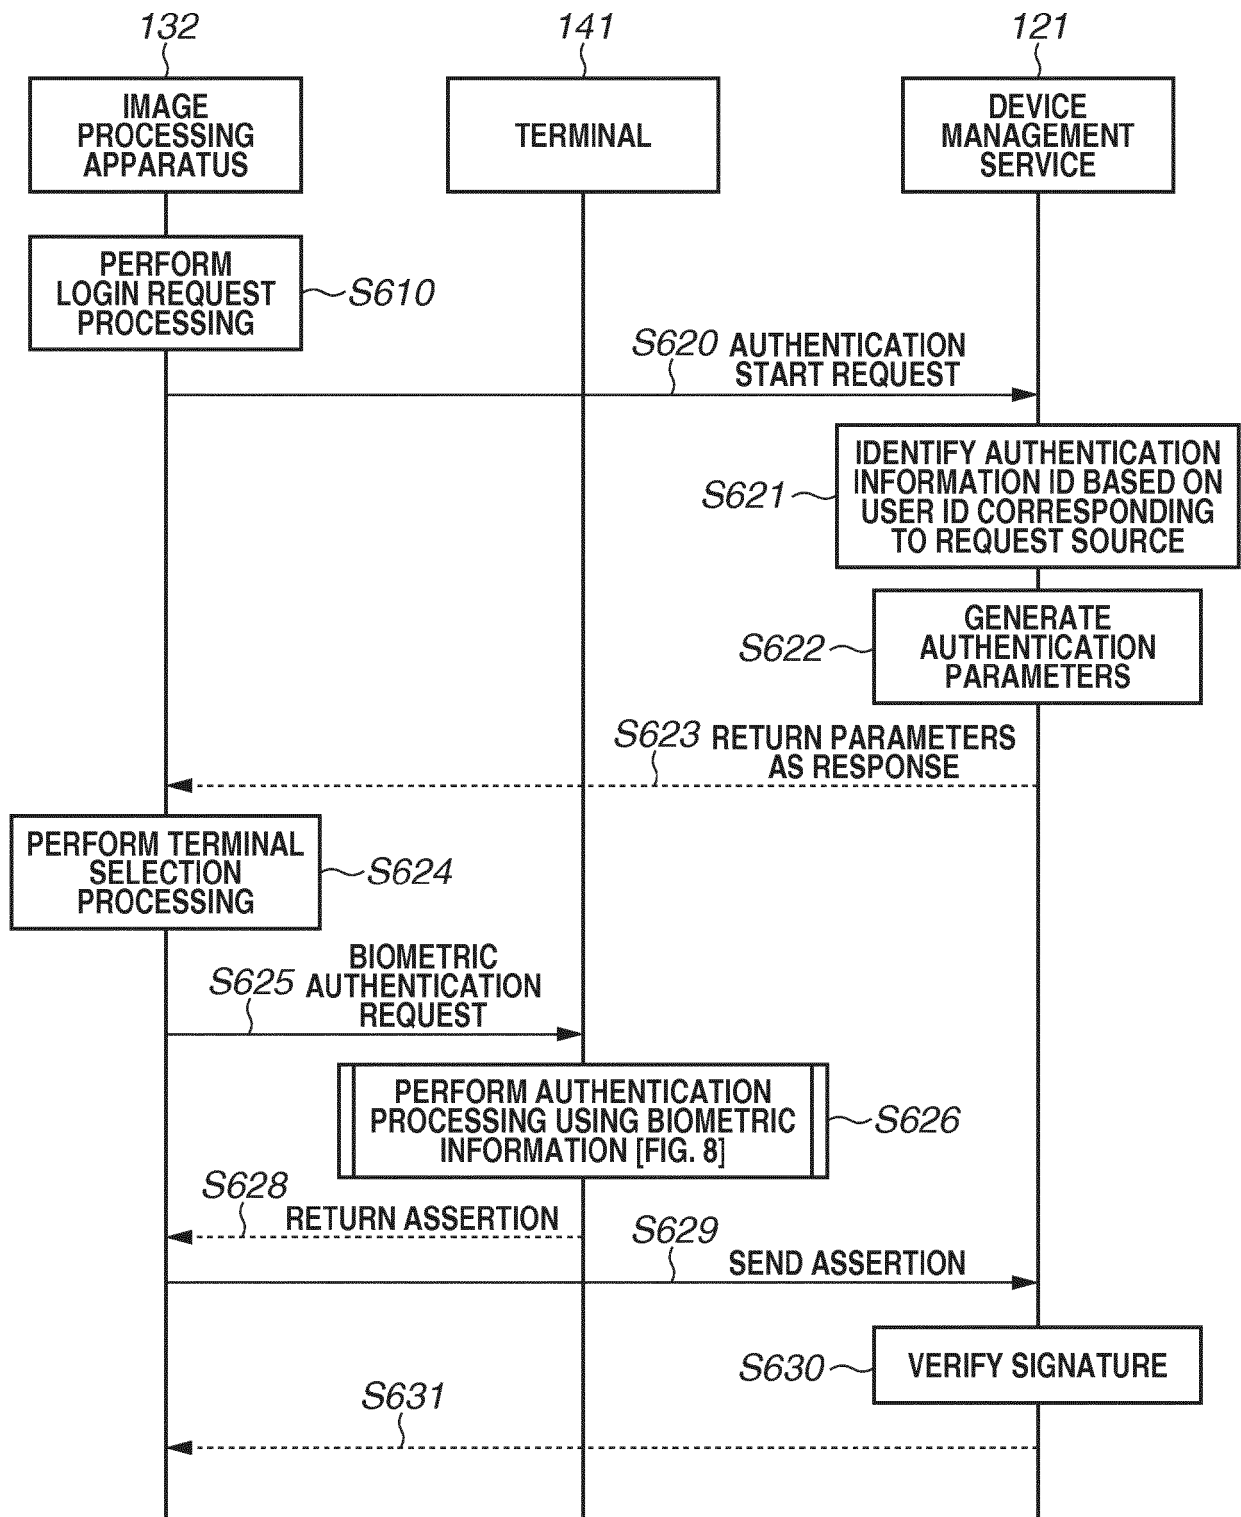 132
141
121
IMAGE
PROCESSING
APPARATUS
TERMINAL
DEVICE
MANAGEMENT
SERVICE
PERFORM
LOGIN REQUEST
PROCESSING
S610
S620 AUTHENTICATION
START REQUEST
IDENTIFY AUTHENTICATION
INFORMATION ID BASED ON
USER ID CORRESPONDING
TO REQUEST SOURCE
S621
GENERATE
AUTHENTICATION
PARAMETERS
S622
S623 RETURN PARAMETERS
AS RESPONSE
PERFORM TERMINAL
SELECTION
PROCESSING
S624
S625
BIOMETRIC
AUTHENTICATION
REQUEST
PERFORM AUTHENTICATION
PROCESSING USING BIOMETRIC
INFORMATION [FIG. 8]
S626
S628
RETURN ASSERTION
S629
SEND ASSERTION
S630
VERIFY SIGNATURE
S631